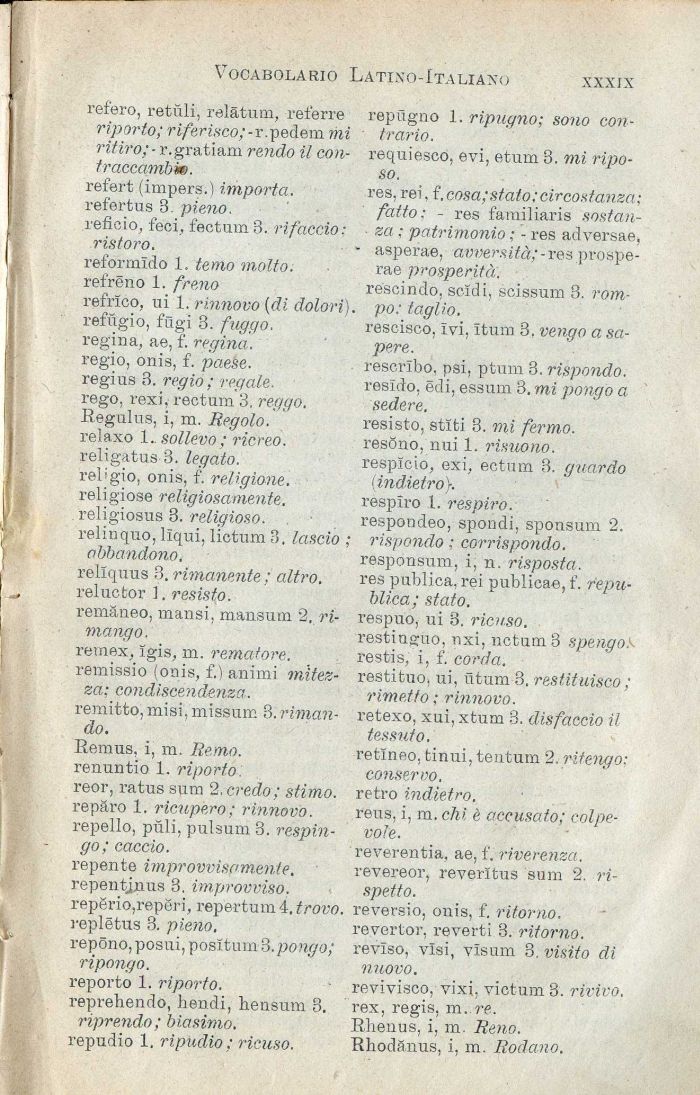 Vocabolario Latino-Italiano
XXXIX
refero, retŭli, relātum, referre
riporto; riferisco; - r. pedem mi
ritiro; - r. gratiam rendo il con-
traccambio.
refert (impers.) importa.
refertus 3. pieno.
reficio, feci, fectum 3. rifaccio;
ristoro.
reformīdo 1. temo molto.
refrēno 1. freno
refrĭco, ui 1. rinnovo (di dolori).
refŭgio, fūgi 3. fuggo.
regina, ae, f. regina.
regio, onis, f. paese.
regius 3. regio; regale.
rego, rexi, rectum 3. reggo.
Regulus, i, m. Regolo.
relaxo 1. sollevo; ricreo.
religatus 3. legato.
religio, onis, f. religione.
religiose religiosamente.
religiosus 3. religioso.
relinquo, līqui, lictum 3. lascio;
abbandono.
relĭquus 3. rimanente; altro.
reluctor 1. resisto.
remăneo, mansi, mansum 2. ri-
mango.
remex, ĭgis, m. rematore.
remissio (onis, f.) animi mitez-
za; condiscendenza.
remitto, misi, missum 3. riman-
do.
Remus, i, m. Remo.
renuntio 1. riporto.
reor, ratus sum 2. credo; stimo.
repăro 1. ricupero; rinnovo.
repello, pŭli, pulsum 3. respin-
go; caccio.
repente improvvisamente.
repentinus 3. improvviso.
repĕrio, repĕri, repertum 4. trovo.
replētus 3. pieno.
repōno, posui, posĭtum 3. pongo;
ripongo.
reporto 1. riporto.
reprehendo, hendi, hensum 3.
riprendo; biasimo.
repudio 1. ripudio; ricuso.
repūgno 1. ripugno; sono con-
trario.
requiesco, evi, etum 3. mi ripo-
so.
res, rei, f. cosa; stato; circostanza;
fatto; - res familiaris sostan-
za; patrimonio; - res adversae,
asperae, avversità; - res prospe-
rae prosperità.
rescindo, scĭdi, scissum 3. rom-
po: taglio.
rescisco, īvi, ītum 3. vengo a sa-
pere.
rescrībo, psi, ptum 3. rispondo.
resīdo, ēdi, essum 3. mi pongo a
sedere.
resisto, stĭti 3. mi fermo.
resŏno, nui 1. risuono.
respĭcio, exi, ectum 3. guardo
(indietro).
respīro 1. respiro.
respondeo, spondi, sponsum 2.
rispondo; corrispondo.
responsum, i, n. risposta.
res publica, rei publicae, f. repu-
blica; stato.
respuo, ui 3. ricuso.
restinguo, nxi, nctum 3 spengo.
restis, i, f. corda.
restituo, ui, ūtum 3. restituisco;
rimetto; rinnovo.
retexo, xui, xtum 3. disfaccio il
tessuto.
retĭneo, tinui, tentum 2. ritengo;
conservo.
retro indietro.
reus, i, m. chi è accusato; colpe-
vole.
reverentia, ae, f. riverenza.
revereor, reverĭtus sum 2. ri-
spetto.
reversio, onis, f. ritorno.
revertor, reverti 3. ritorno.
revīso, vīsi, vīsum 3. visito di
nuovo.
revivisco, vixi, victum 3. rivivo.
rex, regis, m. re.
Rhenus, i, m. Reno.
Rhodănus, i, m. Rodano.